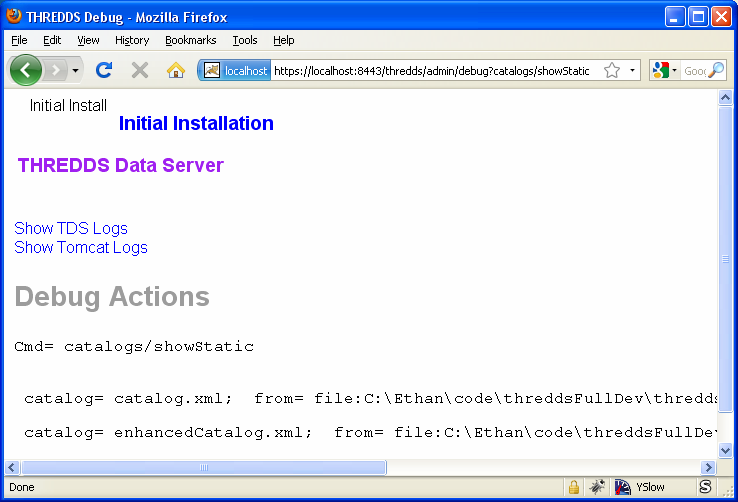 THREDDS Debug - Mozilla Firefox
File Edit View History Bookmarks Tools Help
localhost https://localhost:8443/thredds/admin/debug?catalogs/showStatic Goo
Initial Install
Initial Installation
THREDDS Data Server
Show TDS Logs
Show Tomcat Logs
Debug Actions
Cmd= catalogs/showStatic
catalog= catalog.xml; from= file:C:\Ethan\code\threddsFullDev\thredds
catalog= enhancedCatalog.xml; from= file:C:\Ethan\code\threddsFullDev
Done YSlow